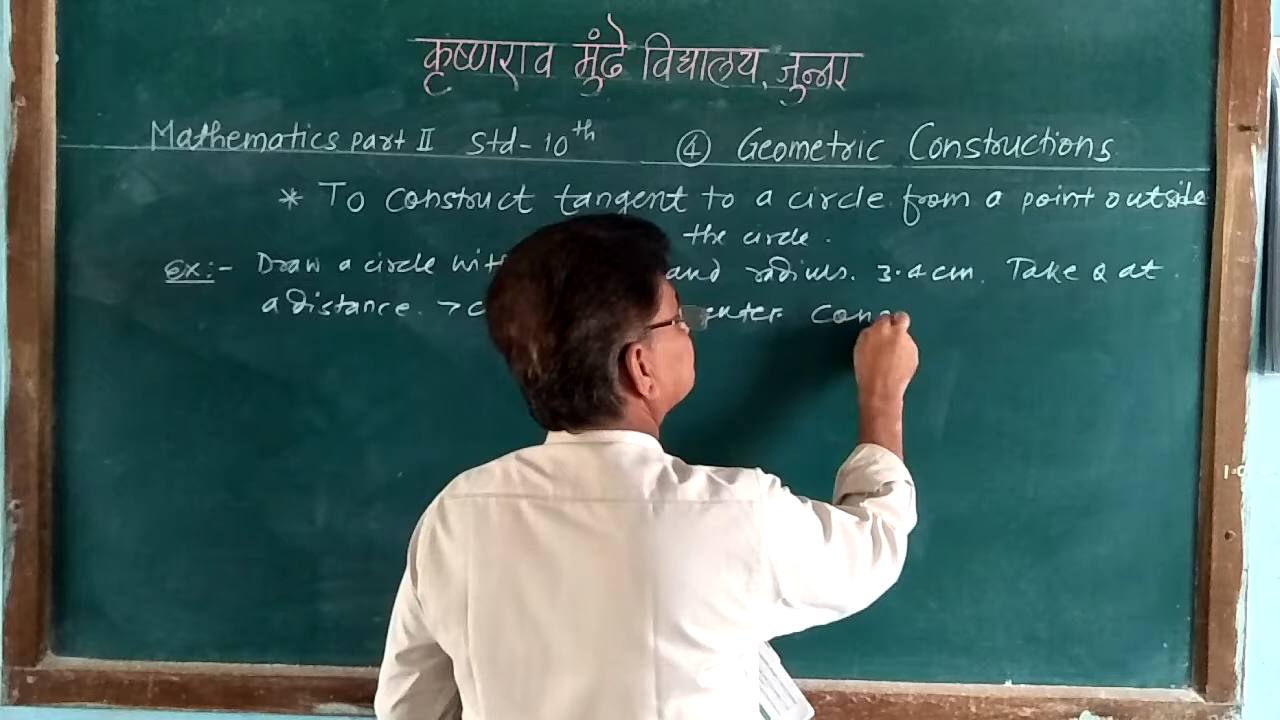 कृष्णराव मुंढे विद्यालय, जुन्नर
Mathematics part II Std - 10th ④ Geometric Constructions
* To construct tangent to a circle from a point outside
the circle.
Ex:- Draw a circle and radius. 3.4 cm. Take Q at
a distance. 7